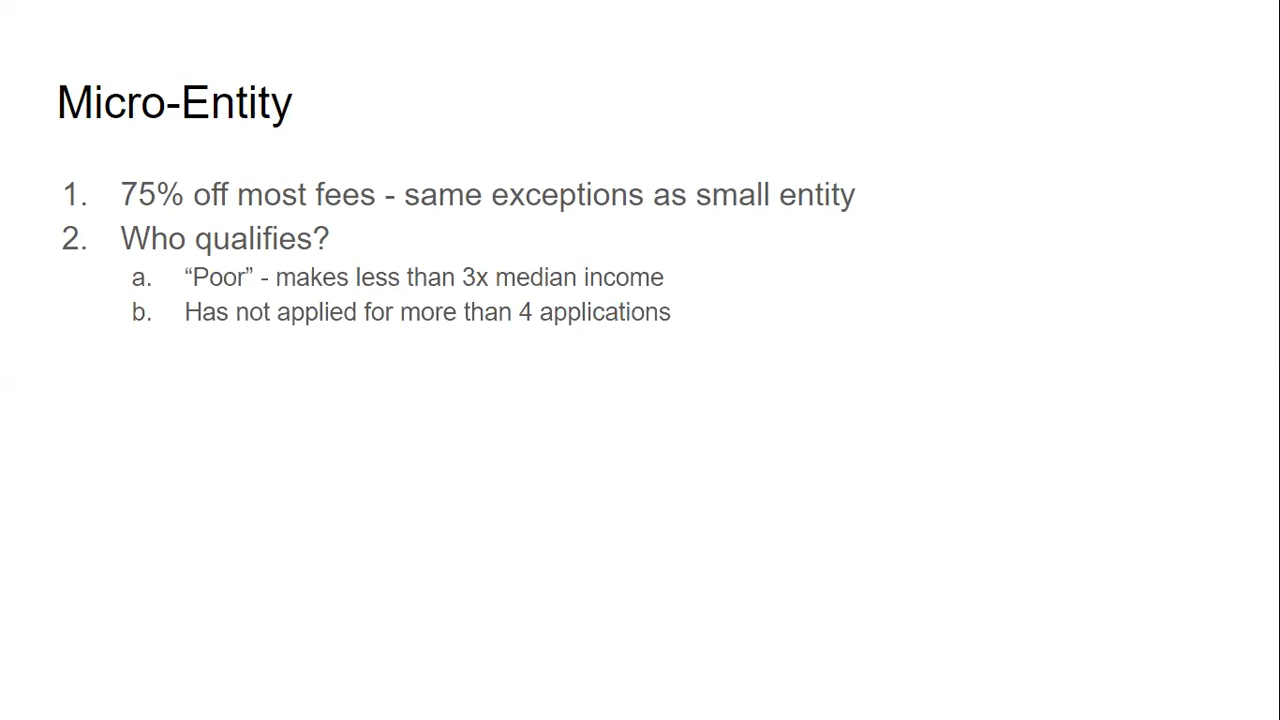 Micro-Entity
1. 75% off most fees - same exceptions as small entity
2. Who qualifies?
a. “Poor” - makes less than 3x median income
b. Has not applied for more than 4 applications